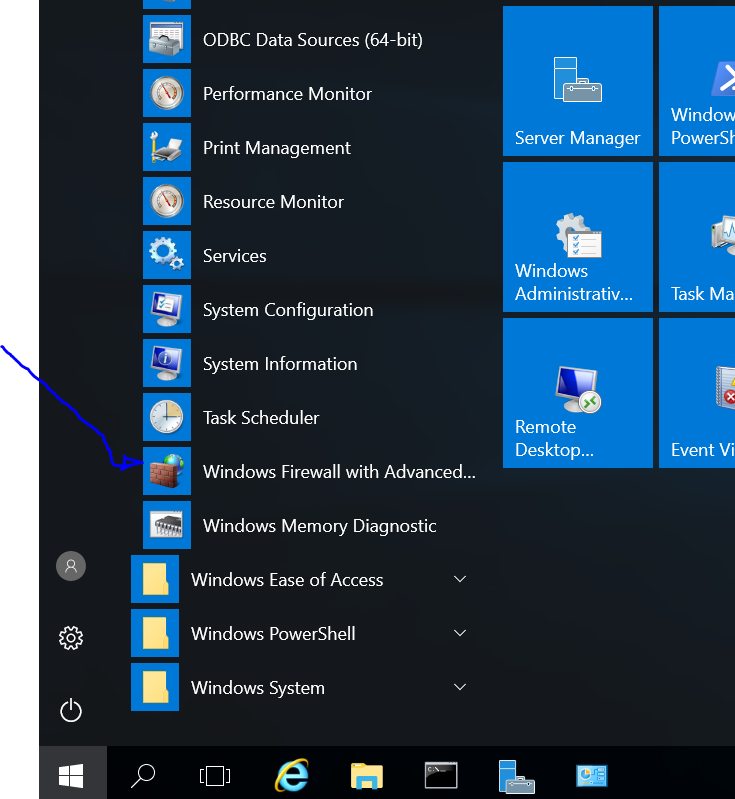 ODBC Data Sources (64-bit)
Performance Monitor
Print Management
Resource Monitor
Services
System Configuration
System Information
Task Scheduler
Windows Firewall with Advanced...
Windows Memory Diagnostic
Windows Ease of Access
Windows PowerShell
Windows System
Server Manager
Window
PowerSh
Windows
Administrativ...
Task Ma
Remote
Desktop...
Event Vi